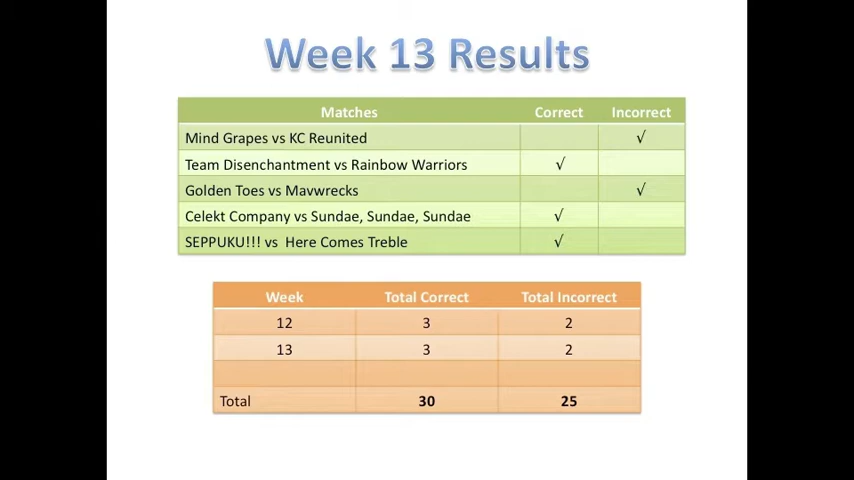 Week 13 Results
Matches Correct Incorrect
Mind Grapes vs KC Reunited √
Team Disenchantment vs Rainbow Warriors √
Golden Toes vs Mavwrecks √
Celekt Company vs Sundae, Sundae, Sundae √
SEPPUKU!!! vs Here Comes Treble √
Week Total Correct Total Incorrect
12 3 2
13 3 2
Total 30 25